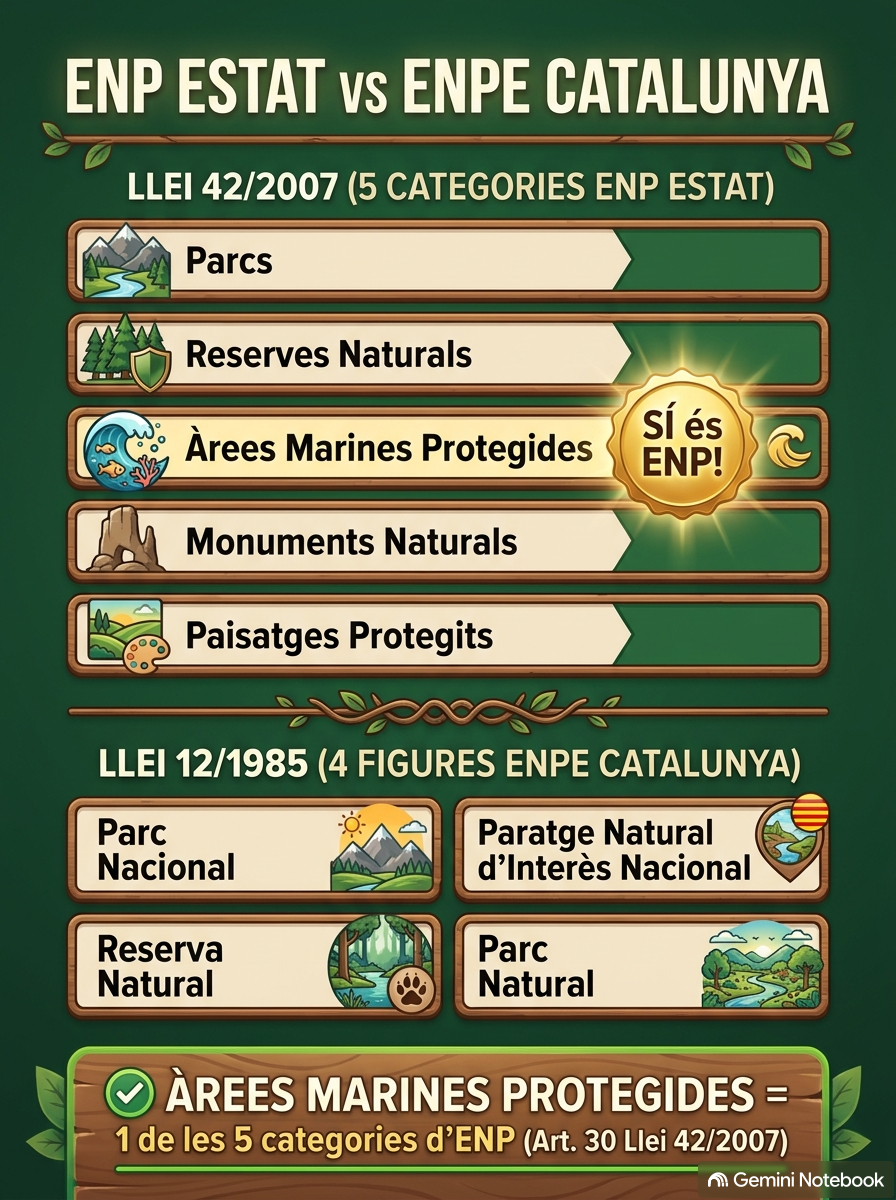 ENP ESTAT vs ENPE CATALUNYA
LLEI 42/2007 (5 CATEGORIES ENP ESTAT)
Parcs
Reserves Naturals
Àrees Marines Protegides
SÍ és
ENP!
Monuments Naturals
Paisatges Protegits
LLEI 12/1985 (4 FIGURES ENPE CATALUNYA)
Parc
Nacional
Paratge Natural
d'Interès Nacional
Reserva
Natural
Parc
Natural
ÀREES MARINES PROTEGIDES =
1 de les 5 categories d'ENP (Art. 30 Llei 42/2007)
Gemini Notebook